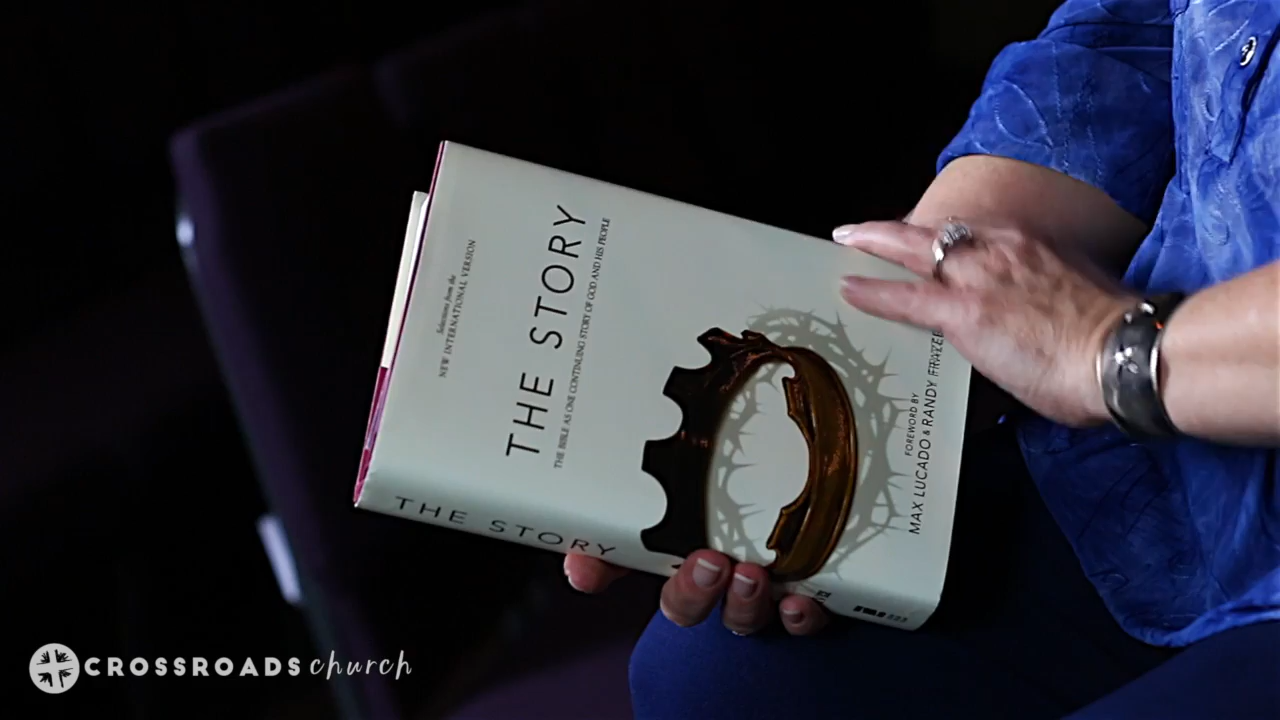 Selections from the
NEW INTERNATIONAL VERSION
THE STORY
THE BIBLE AS ONE CONTINUING STORY OF GOD AND HIS PEOPLE
FOREWORD BY
MAX LUCADO & RANDY FRAZEE
THE STORY
CROSSROADS church